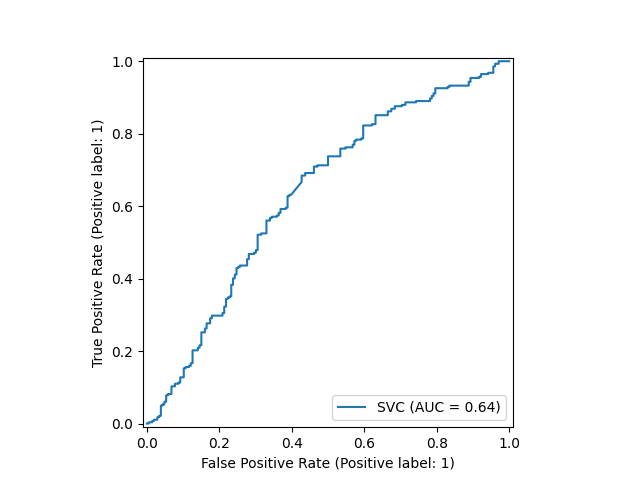 1.0
0.8
0.6
0.4
0.2
0.0
True Positive Rate (Positive label: 1)
SVC (AUC = 0.64)
0.0 0.2 0.4 0.6 0.8 1.0
False Positive Rate (Positive label: 1)